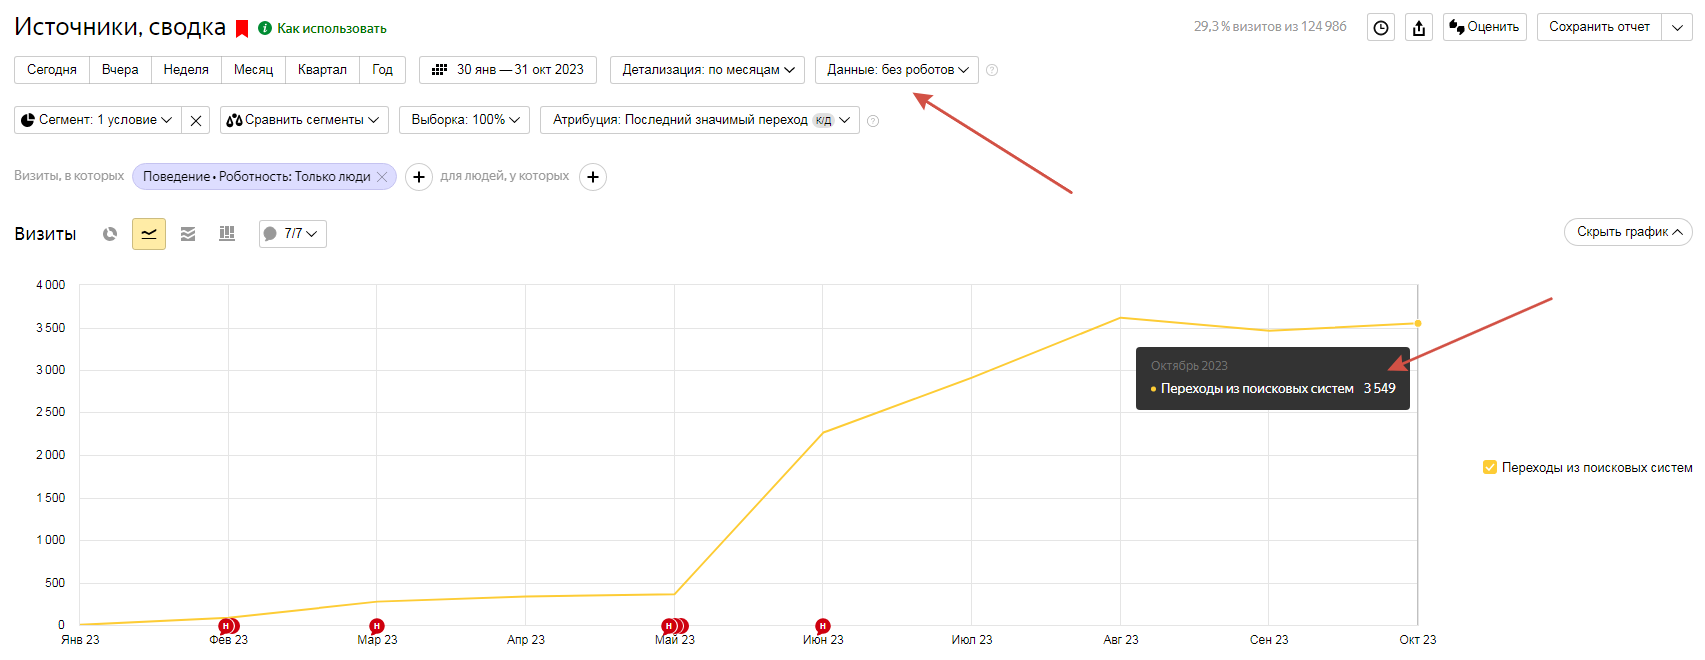 Источники, сводка
Как использовать
29,3 % визитов из 124 986
Оценить
Сохранить отчет
Сегодня
Вчера
Неделя
Месяц
Квартал
Год
30 янв — 31 окт 2023
Детализация: по месяцам
Данные: без роботов
?
Сегмент: 1 условие
Сравнить сегменты
Выборка: 100%
Атрибуция: Последний значимый переход к/д
?
Визиты, в которых
Поведение • Роботность: Только люди
для людей, у которых
Визиты
7/7
Скрыть график
4 000
3 500
3 000
2 500
2 000
1 500
1 000
500
0
Октябрь 2023
Переходы из поисковых систем 3 549
Переходы из поисковых систем
Н
Н
Н
Н
Янв 23
Фев 23
Мар 23
Апр 23
Май 23
Июн 23
Июл 23
Авг 23
Сен 23
Окт 23